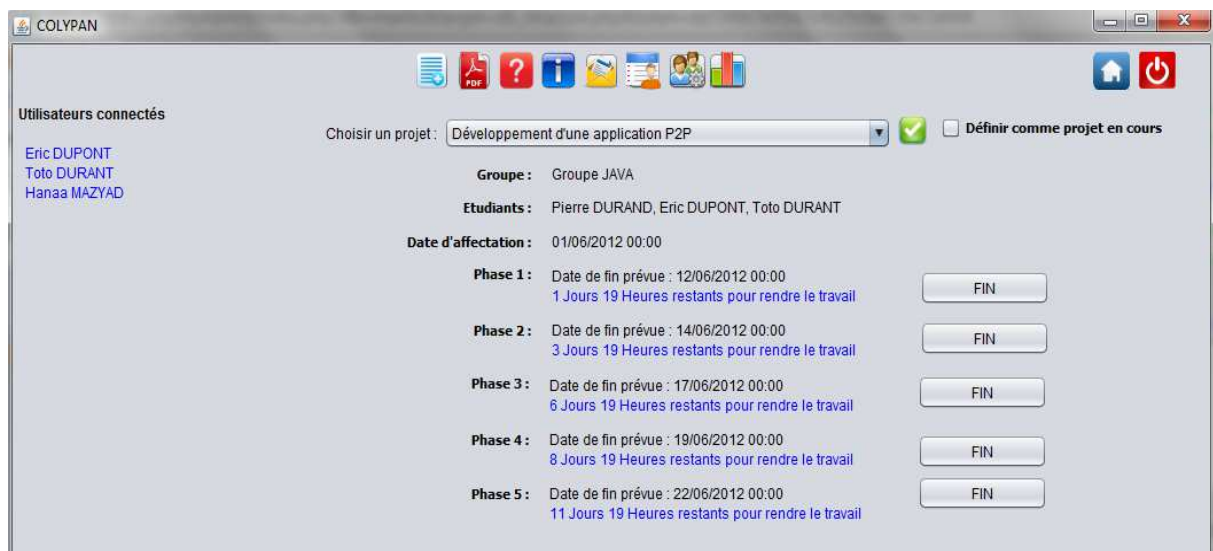 COLYPAN
PDF
Utilisateurs connectés
Eric DUPONT
Toto DURANT
Hanaa MAZYAD
Choisir un projet : Développement d'une application P2P
Définir comme projet en cours
Groupe : Groupe JAVA
Etudiants : Pierre DURAND, Eric DUPONT, Toto DURANT
Date d'affectation : 01/06/2012 00:00
Phase 1 : Date de fin prévue : 12/06/2012 00:00
1 Jours 19 Heures restants pour rendre le travail
FIN
Phase 2 : Date de fin prévue : 14/06/2012 00:00
3 Jours 19 Heures restants pour rendre le travail
FIN
Phase 3 : Date de fin prévue : 17/06/2012 00:00
6 Jours 19 Heures restants pour rendre le travail
FIN
Phase 4 : Date de fin prévue : 19/06/2012 00:00
8 Jours 19 Heures restants pour rendre le travail
FIN
Phase 5 : Date de fin prévue : 22/06/2012 00:00
11 Jours 19 Heures restants pour rendre le travail
FIN